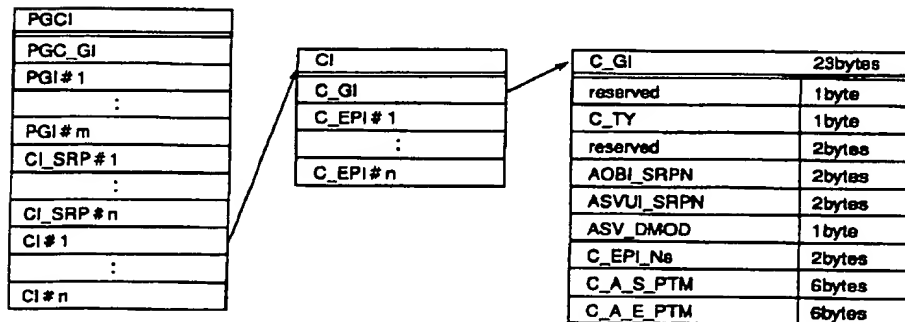 PGCI
PGC_GI
PGI#1
:
PGI#m
CI_SRP#1
:
CI_SRP#n
CI#1
:
CI#n
CI
C_GI
C_EPI#1
:
C_EPI#n
C_GI 23bytes
reserved 1byte
C_TY 1byte
reserved 2bytes
AOBI_SRPN 2bytes
ASVUI_SRPN 2bytes
ASV_DMOD 1byte
C_EPI_Ns 2bytes
C_A_S_PTM 6bytes
C_A_E_PTM 6bytes